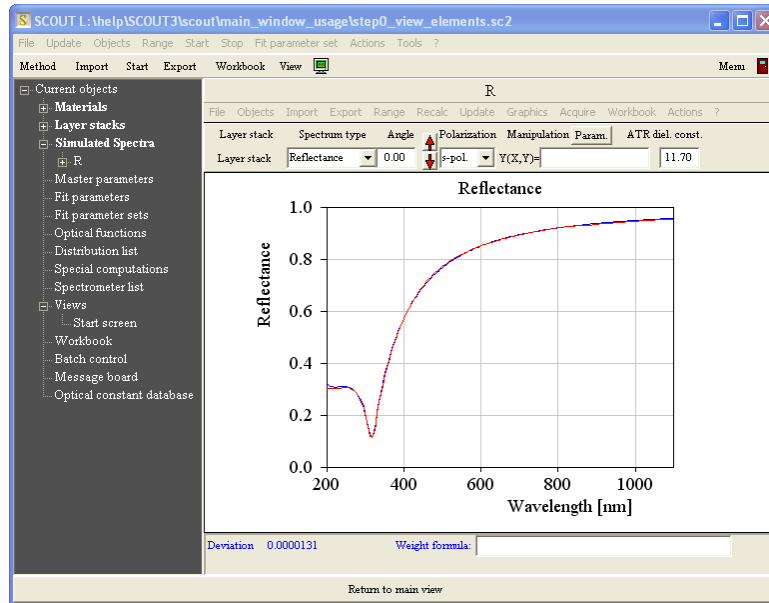 SCOUT L:\help\SCOUT3\scout\main_window_usage\step0_view_elements.sc2
File Update Objects Range Start Stop Fit parameter set Actions Tools ?
Method Import Start Export Workbook View Menu
Current objects
Materials
Layer stacks
Simulated Spectra
R
Master parameters
Fit parameters
Fit parameter sets
Optical functions
Distribution list
Special computations
Spectrometer list
Views
Start screen
Workbook
Batch control
Message board
Optical constant database
R
File Objects Import Export Range Recalc Update Graphics Acquire Workbook Actions ?
Layer stack Spectrum type Angle Polarization Manipulation Param. ATR diel. const.
Layer stack Reflectance 0.00 s-pol. Y(X,Y)= 11.70
Reflectance
1.0
0.8
0.6
0.4
0.2
0.0
Reflectance
200 400 600 800 1000
Wavelength [nm]
Deviation 0.0000131 Weight formula:
Return to main view